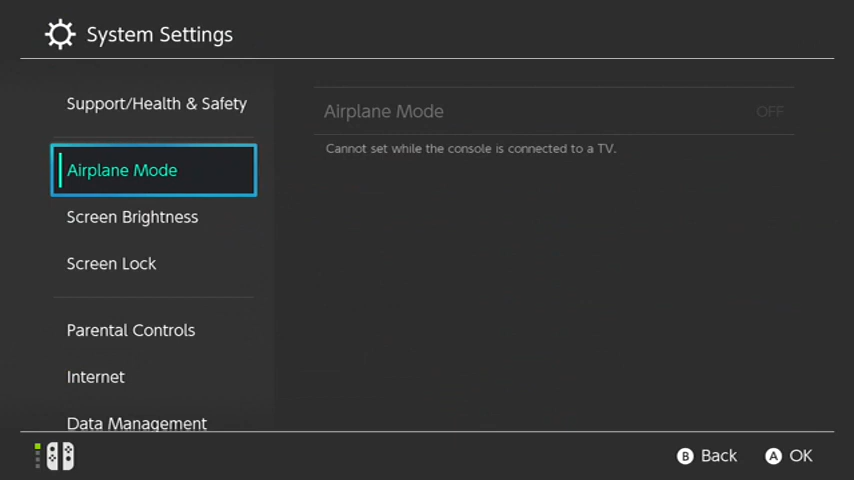 System Settings
Support/Health & Safety
Airplane Mode
Screen Brightness
Screen Lock
Parental Controls
Internet
Data Management
Airplane Mode OFF
Cannot set while the console is connected to a TV.
B Back A OK